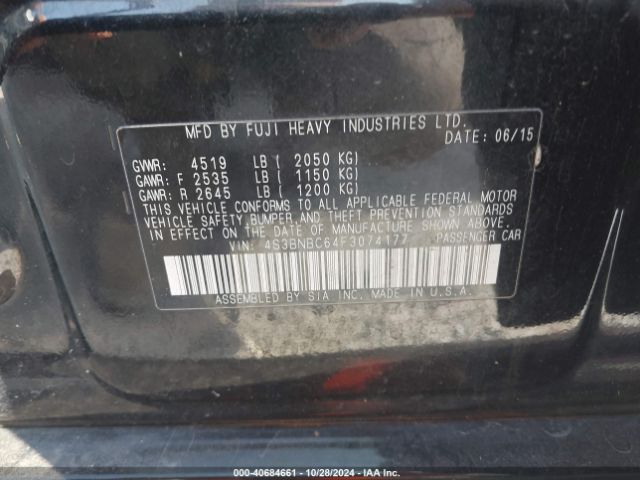 MFD BY FUJI HEAVY INDUSTRIES LTD.
DATE: 06/15
GVWR: 4519 LB ( 2050 KG)
GAWR: F 2535 LB ( 1150 KG)
GAWR: R 2645 LB ( 1200 KG)
THIS VEHICLE CONFORMS TO ALL APPLICABLE FEDERAL MOTOR
VEHICLE SAFETY,BUMPER,AND THEFT PREVENTION STANDARDS
IN EFFECT ON THE DATE OF MANUFACTURE SHOWN ABOVE.
VIN: 4S3BNBC64F3074177 PASSENGER CAR
ASSEMBLED BY SIA INC. MADE IN U.S.A.
000-40684661 - 10/28/2024 - IAA Inc.